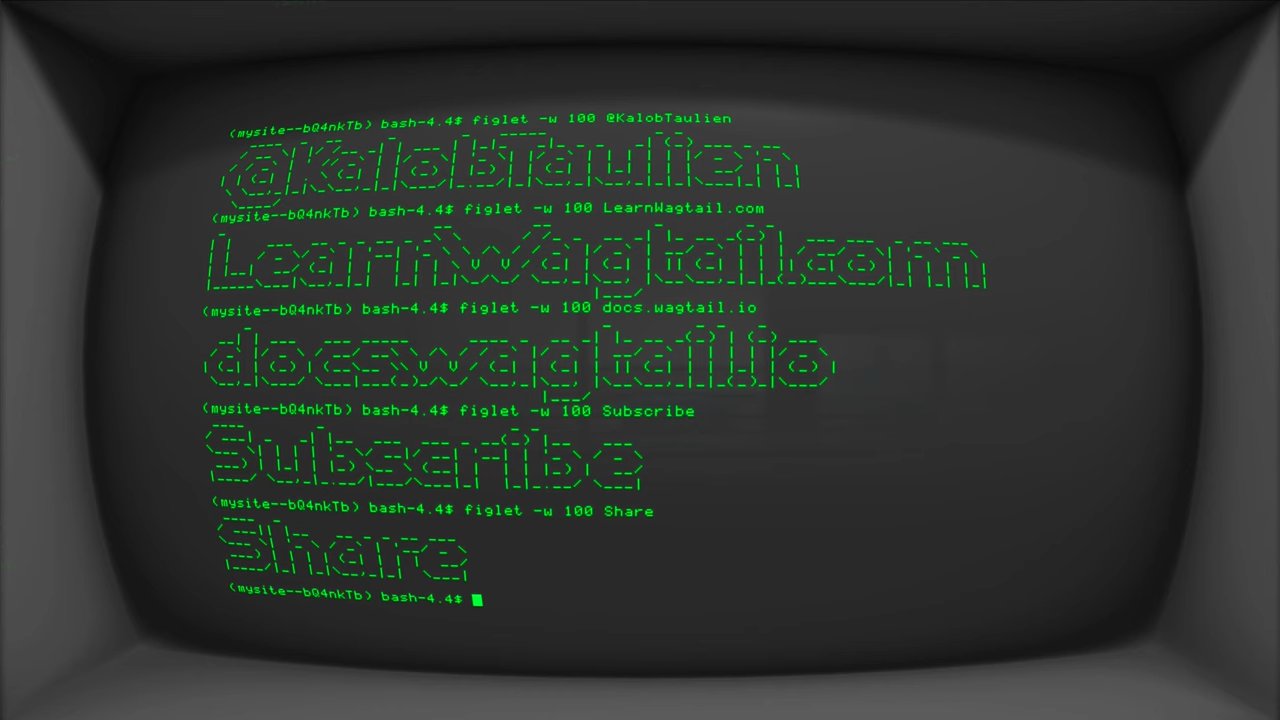 (mysite--bQ4nkTb) bash-4.4$ figlet -w 100 @KalobTaulien
@KalobTaulien
(mysite--bQ4nkTb) bash-4.4$ figlet -w 100 LearnWagtail.com
LearnWagtail.com
(mysite--bQ4nkTb) bash-4.4$ figlet -w 100 docs.wagtail.io
docs.wagtail.io
(mysite--bQ4nkTb) bash-4.4$ figlet -w 100 Subscribe
Subscribe
(mysite--bQ4nkTb) bash-4.4$ figlet -w 100 Share
Share
(mysite--bQ4nkTb) bash-4.4$